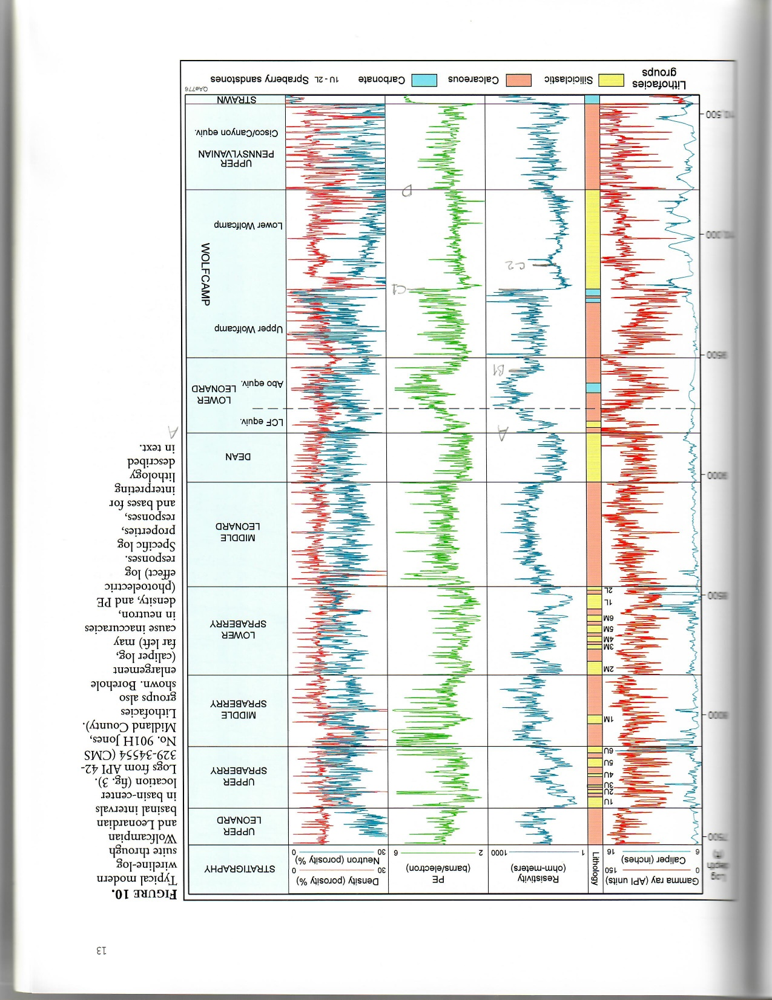 13
FIGURE 10.
Typical modern
wireline-log
suite through
Wolfcampian
and Leonardian
basinal intervals
in basin-center
location (fig. 3).
Logs from API 42-
329-34554 (CMS
No. 901H Jones,
Midland County).
Lithofacies
groups also
shown. Borehole
enlargement
(caliper log,
far left) may
cause inaccuracies
in neutron,
density, and PE
(photoelectric
effect) log
responses.
Specific log
properties,
responses,
and bases for
interpreting
lithology
described
in text.
A
Log
depth
(ft)
0 150
Gamma ray (API units)
Caliper (inches)
6 16
Lithology
Resistivity
(ohm-meters)
1 1000
PE
(barns/electron)
2 6
Density (porosity %)
30 0
Neutron (porosity %)
30 0
STRATIGRAPHY
7500
8000
8500
9000
9500
10,000
10,500
1U
2U
3U
4U
5U
6U
1M
2M
3M
4M
5M
6M
1L
2L
UPPER
LEONARD
UPPER
SPRABERRY
MIDDLE
SPRABERRY
LOWER
SPRABERRY
MIDDLE
LEONARD
DEAN
A
LCF equiv.
LOWER
LEONARD
Abo equiv.
B1
Upper Wolfcamp
WOLFCAMP
C1
C2
Lower Wolfcamp
D
UPPER
PENNSYLVANIAN
Cisco/Canyon equiv.
STRAWN
QAe776
Lithofacies
groups
Siliciclastic
Calcareous
Carbonate
1U - 2L Spraberry sandstones